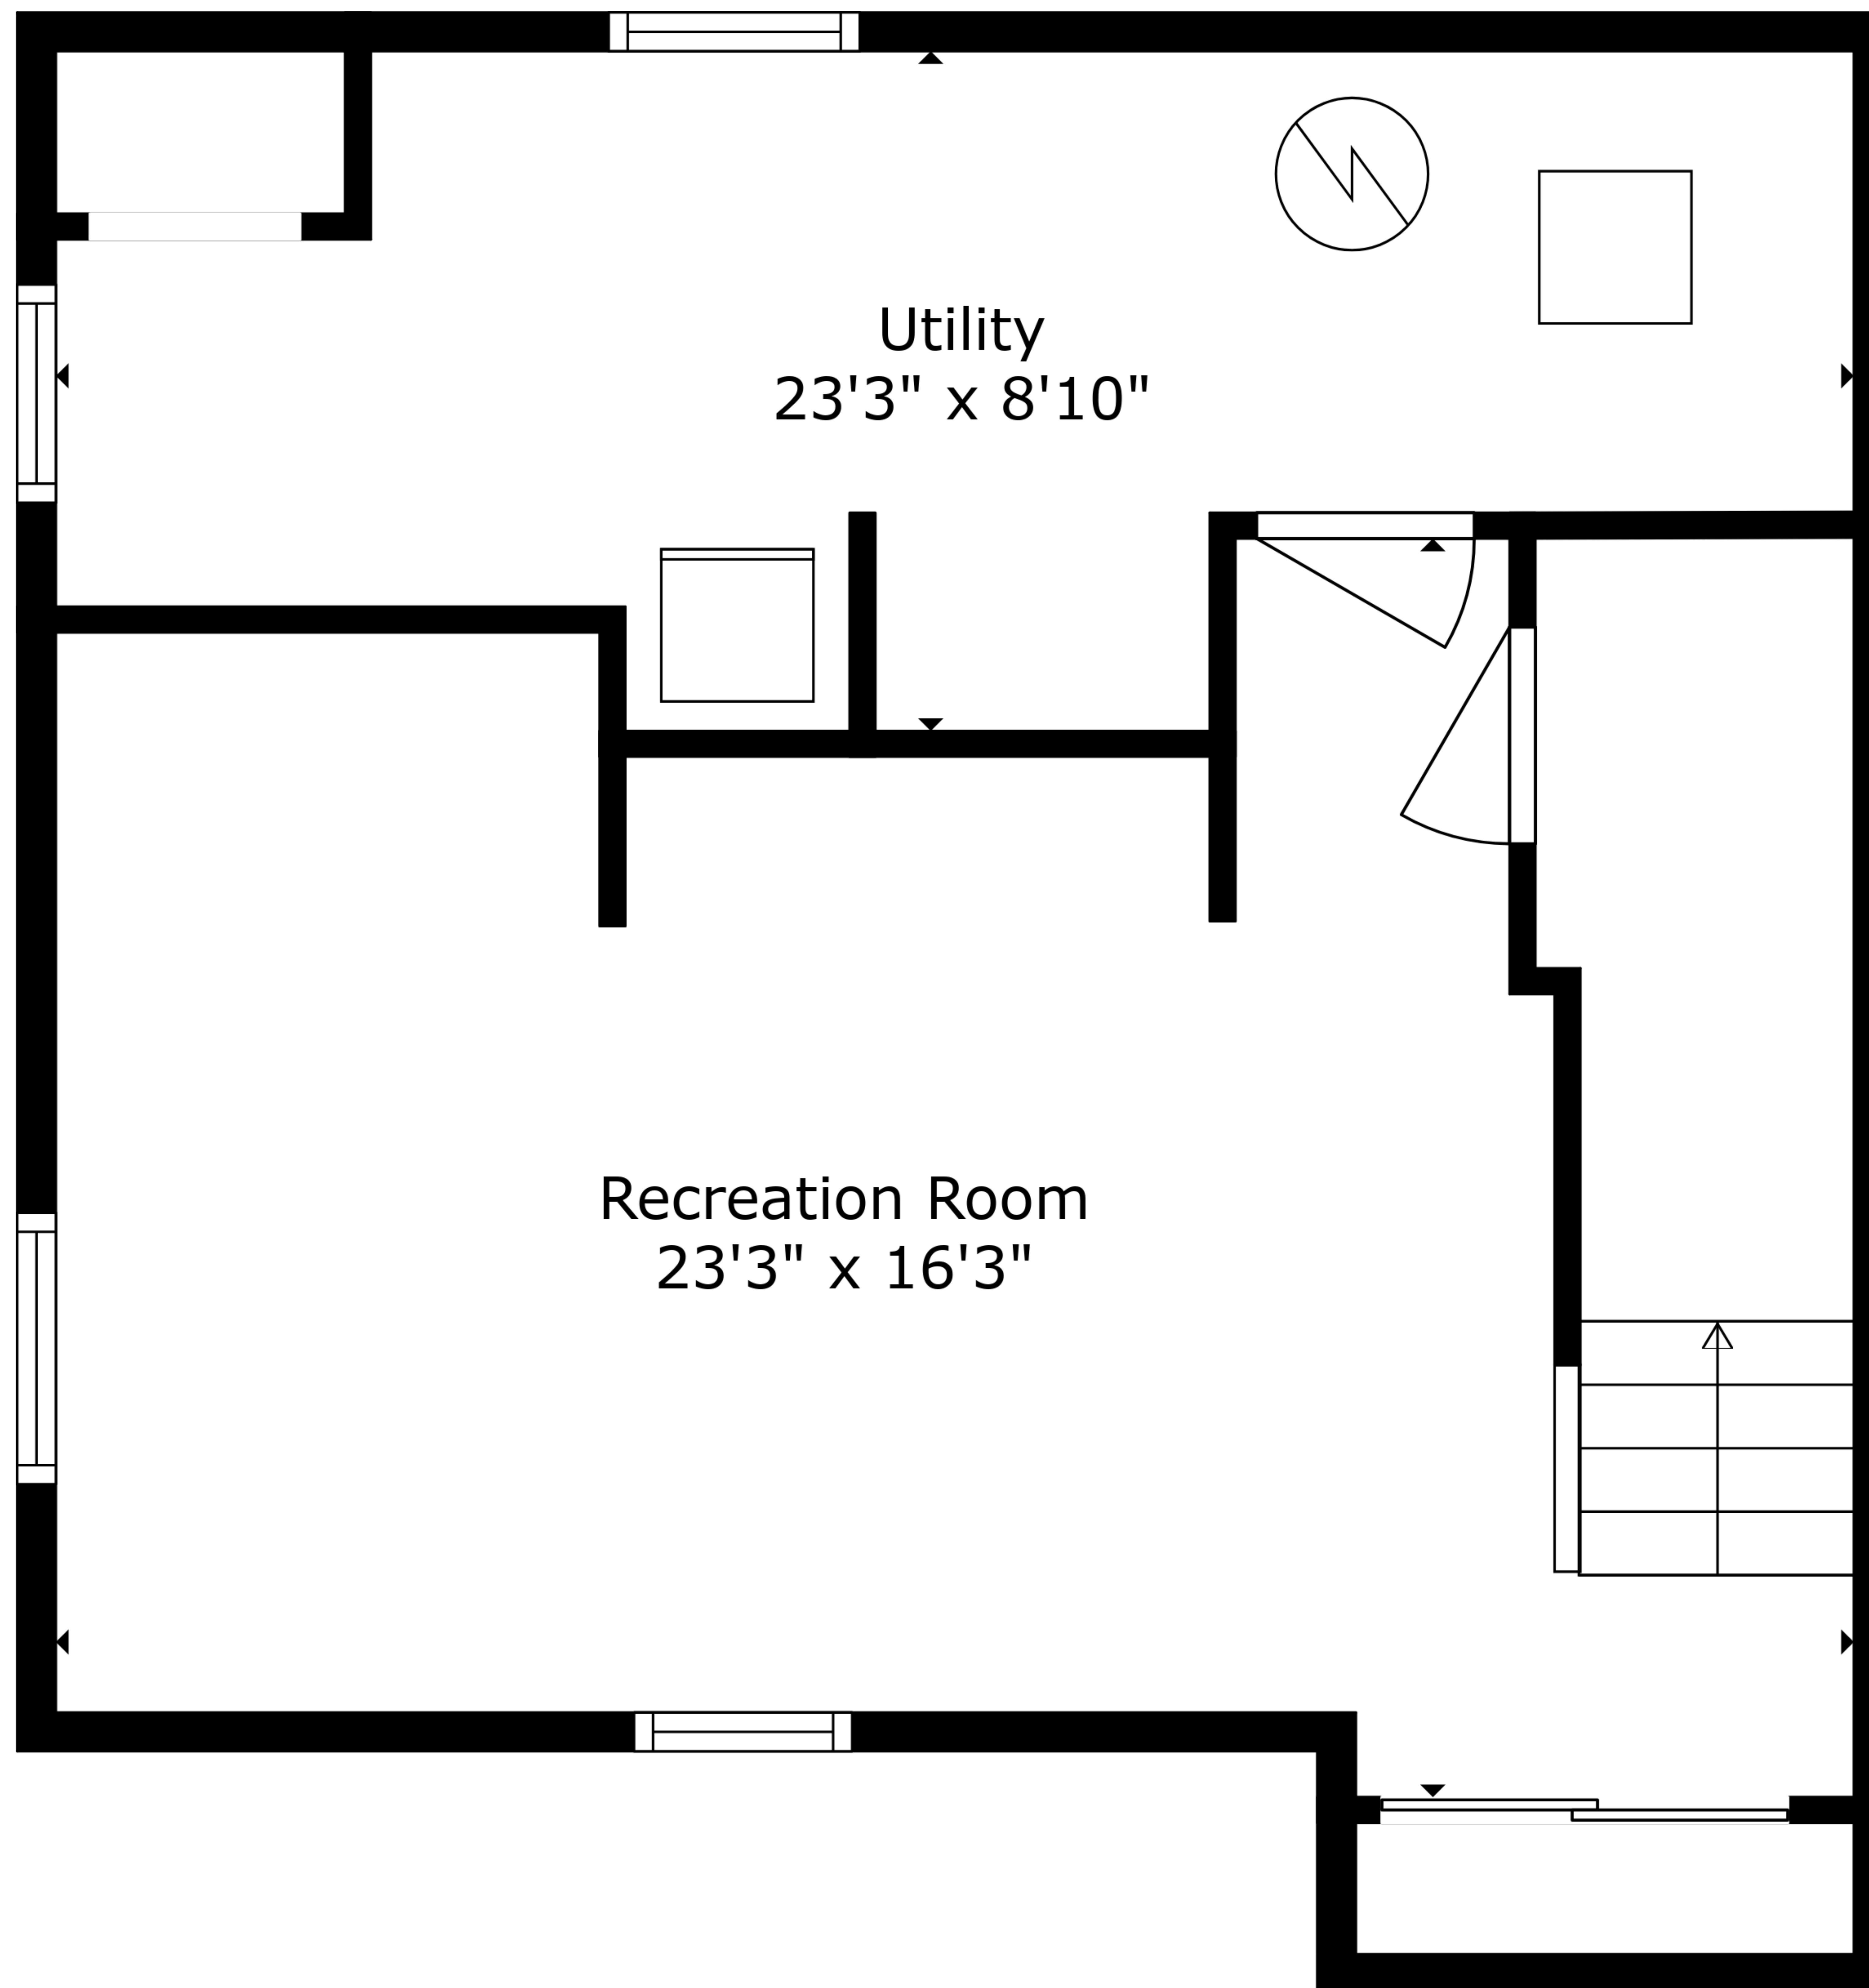 Utility
23'3" x 8'10"
Recreation Room
23'3" x 16'3"